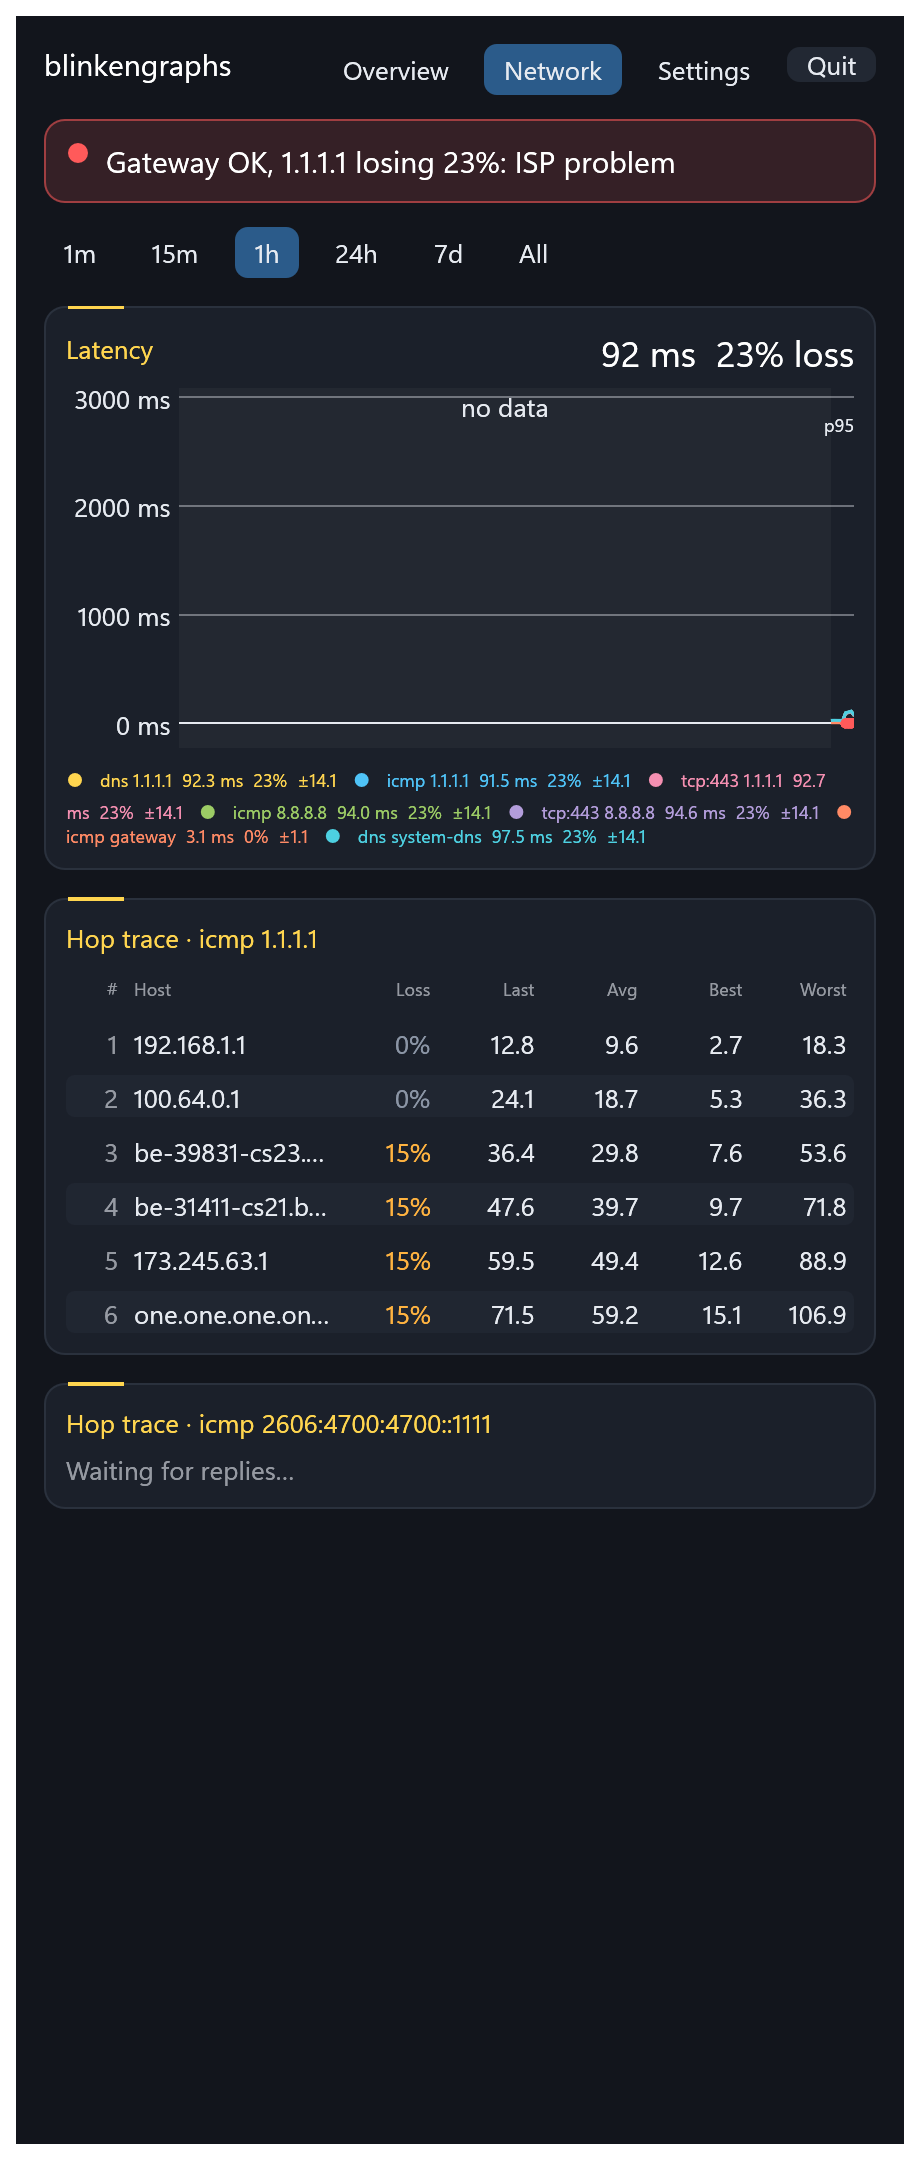 blinkengraphs Overview Network Settings Quit
Gateway OK, 1.1.1.1 losing 23%: ISP problem
1m 15m 1h 24h 7d All
Latency 92 ms 23% loss
3000 ms
no data
p95
2000 ms
1000 ms
0 ms
dns 1.1.1.1 92.3 ms 23% ±14.1 icmp 1.1.1.1 91.5 ms 23% ±14.1 tcp:443 1.1.1.1 92.7
ms 23% ±14.1 icmp 8.8.8.8 94.0 ms 23% ±14.1 tcp:443 8.8.8.8 94.6 ms 23% ±14.1
icmp gateway 3.1 ms 0% ±1.1 dns system-dns 97.5 ms 23% ±14.1
Hop trace · icmp 1.1.1.1
# Host Loss Last Avg Best Worst
1 192.168.1.1 0% 12.8 9.6 2.7 18.3
2 100.64.0.1 0% 24.1 18.7 5.3 36.3
3 be-39831-cs23.... 15% 36.4 29.8 7.6 53.6
4 be-31411-cs21.b... 15% 47.6 39.7 9.7 71.8
5 173.245.63.1 15% 59.5 49.4 12.6 88.9
6 one.one.one.on... 15% 71.5 59.2 15.1 106.9
Hop trace · icmp 2606:4700:4700::1111
Waiting for replies...